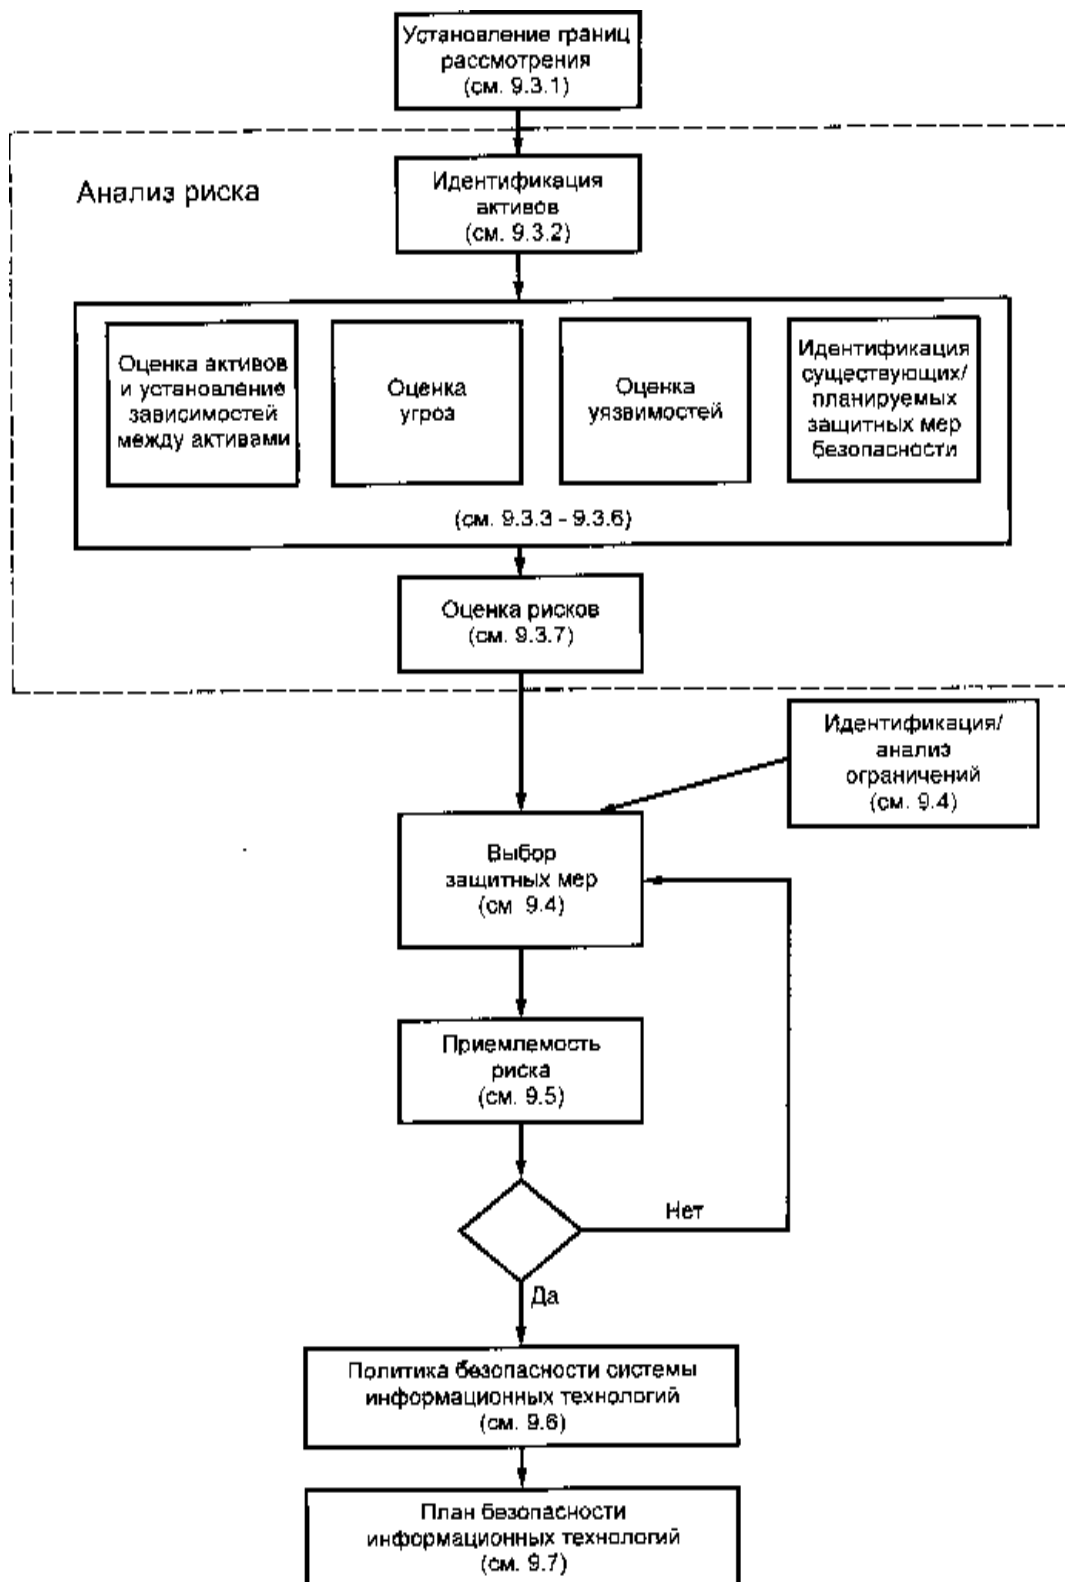 Установление границ
рассмотрения
(см. 9.3.1)
Анализ риска
Идентификация
активов
(см. 9.3.2)
Оценка активов
и установление
зависимостей
между активами
Оценка
угроз
Оценка
уязвимостей
Идентификация
существующих/
планируемых
защитных мер
безопасности
(см. 9.3.3 - 9.3.6)
Оценка рисков
(см. 9.3.7)
Идентификация/
анализ
ограничений
(см. 9.4)
Выбор
защитных мер
(см 9.4)
Приемлемость
риска
(см. 9.5)
Нет
Да
Политика безопасности системы
информационных технологий
(см. 9.6)
План безопасности
информационных технологий
(см. 9.7)